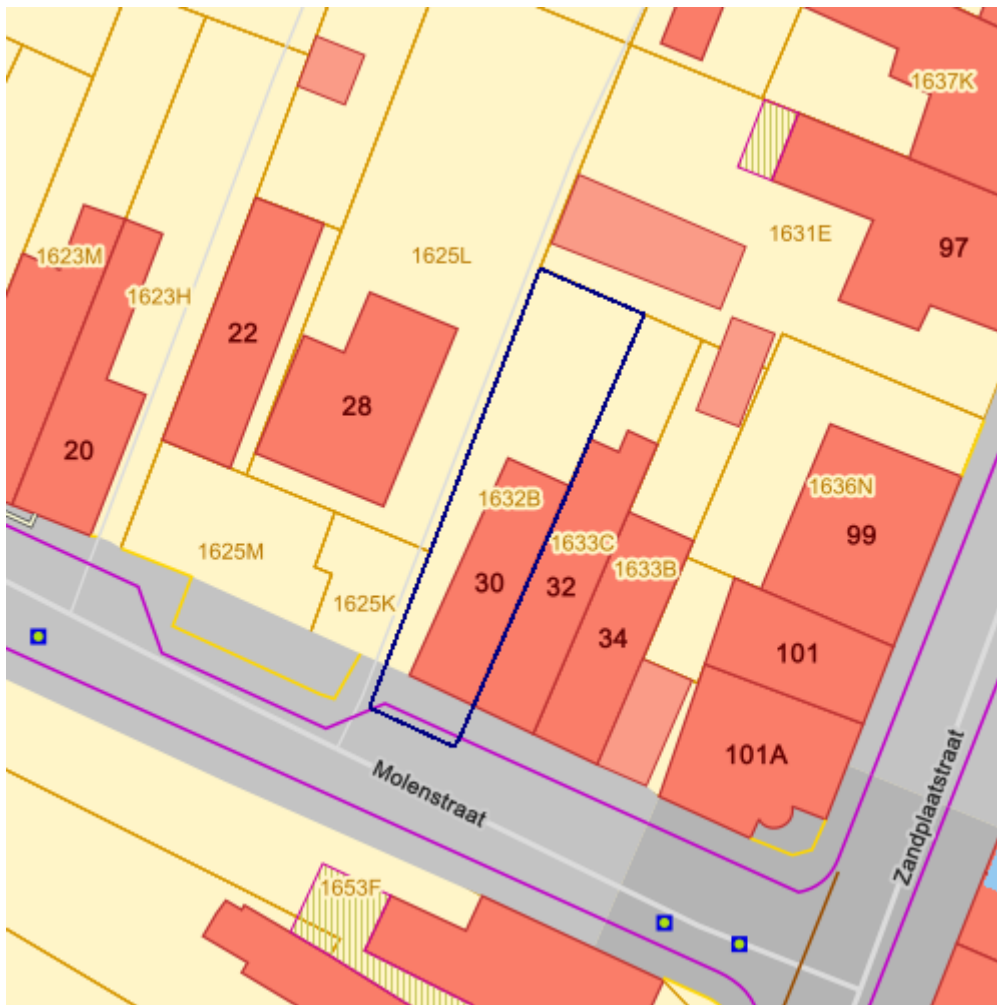 1637K
1631E
97
1623M
1625L
1623H
22
28
20
1632B
1636N
99
1633C
1633B
1625M
30
32
1625K
34
101
101A
Molenstraat
Zandplaatstraat
1653F